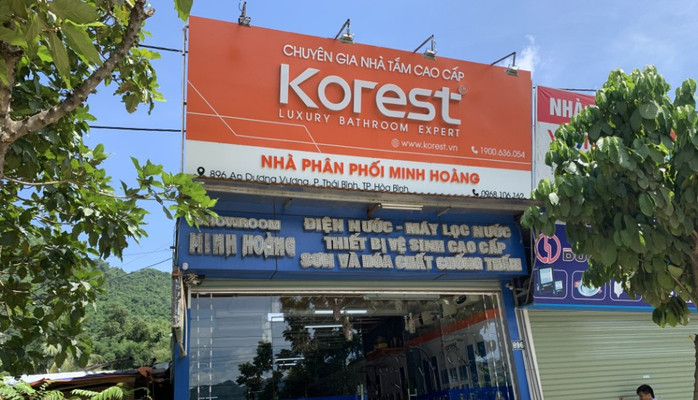 CHUYÊN GIA NHÀ TẮM CAO CẤP
Korest
LUXURY BATHROOM EXPERT
www.korest.vn 1900.636.054
NHÀ PHÂN PHỐI MINH HOÀNG
896 An Dương Vương, P. Thái Bình, TP. Hòa Bình 0968 106 162
SHOWROOM
MINH HOÀNG
ĐIỆN NƯỚC - MÁY LỌC NƯỚC
THIẾT BỊ VỆ SINH CAO CẤP
SƠN VÀ HÓA CHẤT CHỐNG THẤM
896
NHÀ